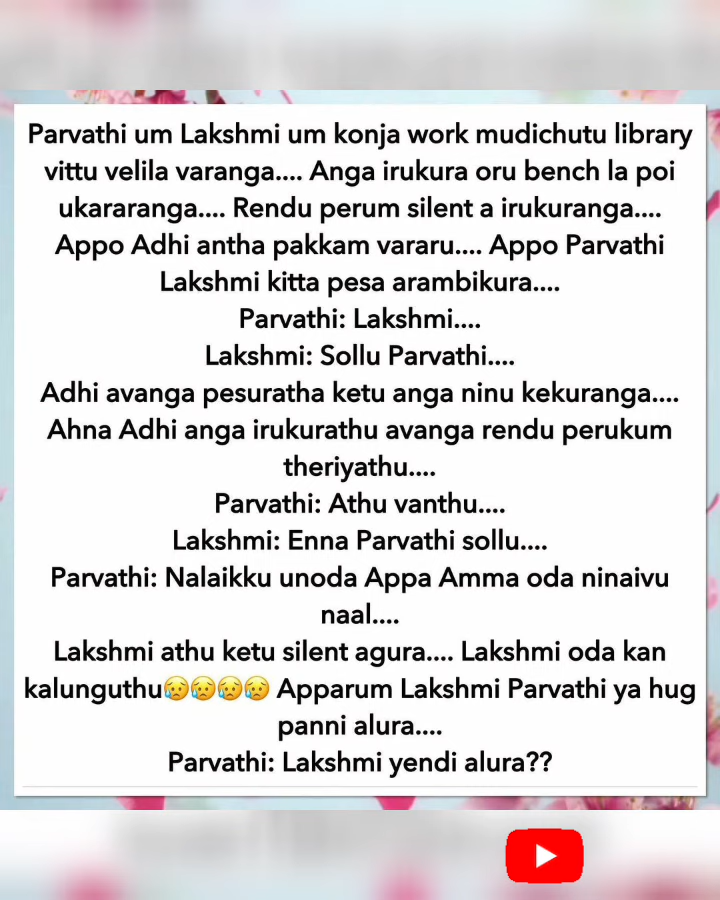 Parvathi um Lakshmi um konja work mudichutu library
vittu velila varanga.... Anga irukura oru bench la poi
ukararanga.... Rendu perum silent a irukuranga....
Appo Adhi antha pakkam vararu.... Appo Parvathi
Lakshmi kitta pesa arambikura....
Parvathi: Lakshmi....
Lakshmi: Sollu Parvathi....
Adhi avanga pesuratha ketu anga ninu kekuranga....
Ahna Adhi anga irukurathu avanga rendu perukum
theriyathu....
Parvathi: Athu vanthu....
Lakshmi: Enna Parvathi sollu....
Parvathi: Nalaikku unoda Appa Amma oda ninaivu
naal....
Lakshmi athu ketu silent agura.... Lakshmi oda kan
kalunguthu😥😥😥😥 Apparum Lakshmi Parvathi ya hug
panni alura....
Parvathi: Lakshmi yendi alura??